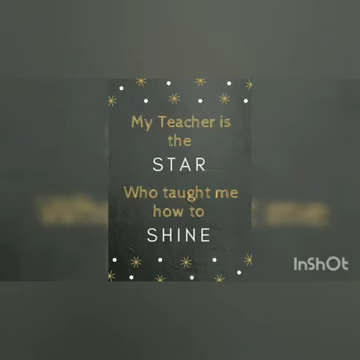 My Teacher is
the
STAR
Who taught me
how to
SHINE
InShOt